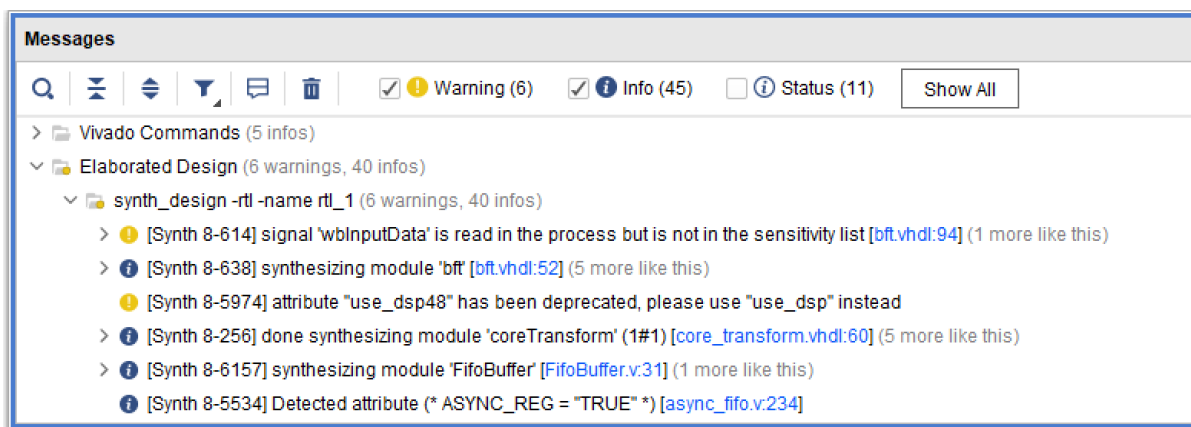 Messages
Warning (6) Info (45) Status (11) Show All
Vivado Commands (5 infos)
Elaborated Design (6 warnings, 40 infos)
synth_design -rtl -name rtl_1 (6 warnings, 40 infos)
[Synth 8-614] signal 'wbInputData' is read in the process but is not in the sensitivity list [bft.vhdl:94] (1 more like this)
[Synth 8-638] synthesizing module 'bft' [bft.vhdl:52] (5 more like this)
[Synth 8-5974] attribute "use_dsp48" has been deprecated, please use "use_dsp" instead
[Synth 8-256] done synthesizing module 'coreTransform' (1#1) [core_transform.vhdl:60] (5 more like this)
[Synth 8-6157] synthesizing module 'FifoBuffer' [FifoBuffer.v:31] (1 more like this)
[Synth 8-5534] Detected attribute (* ASYNC_REG = "TRUE" *) [async_fifo.v:234]